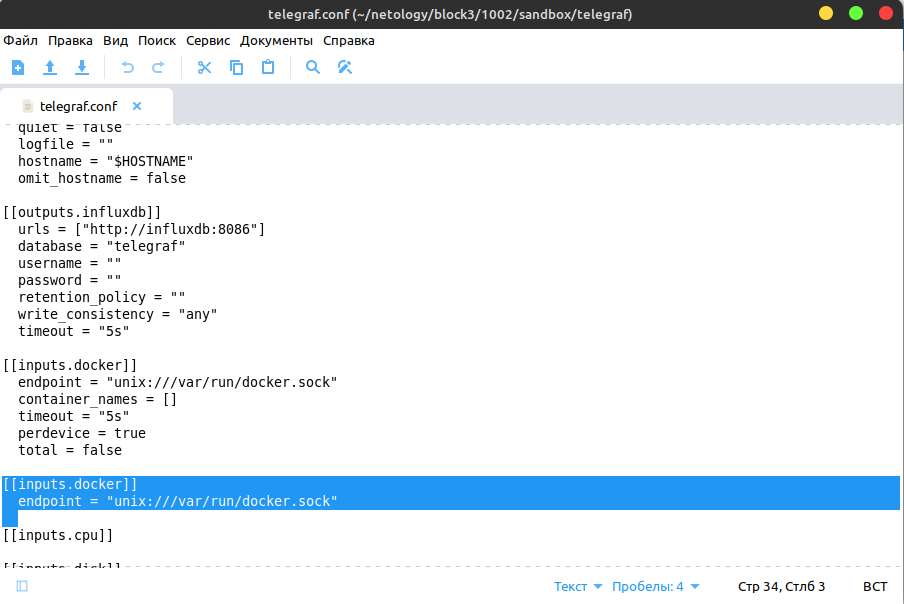 telegraf.conf (~/netology/block3/1002/sandbox/telegraf)
Файл Правка Вид Поиск Сервис Документы Справка
telegraf.conf
quiet = false
logfile = ""
hostname = "$HOSTNAME"
omit_hostname = false
[[outputs.influxdb]]
urls = ["http://influxdb:8086"]
database = "telegraf"
username = ""
password = ""
retention_policy = ""
write_consistency = "any"
timeout = "5s"
[[inputs.docker]]
endpoint = "unix:///var/run/docker.sock"
container_names = []
timeout = "5s"
perdevice = true
total = false
[[inputs.docker]]
endpoint = "unix:///var/run/docker.sock"
[[inputs.cpu]]
[[inputs.disk]]
Текст Пробелы: 4 Стр 34, Стлб 3 ВСТ